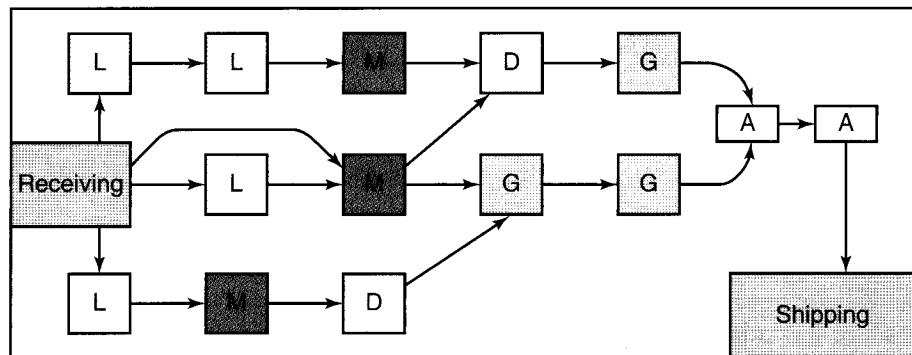 L L M D G
A A
Receiving L M G G
L M D
Shipping